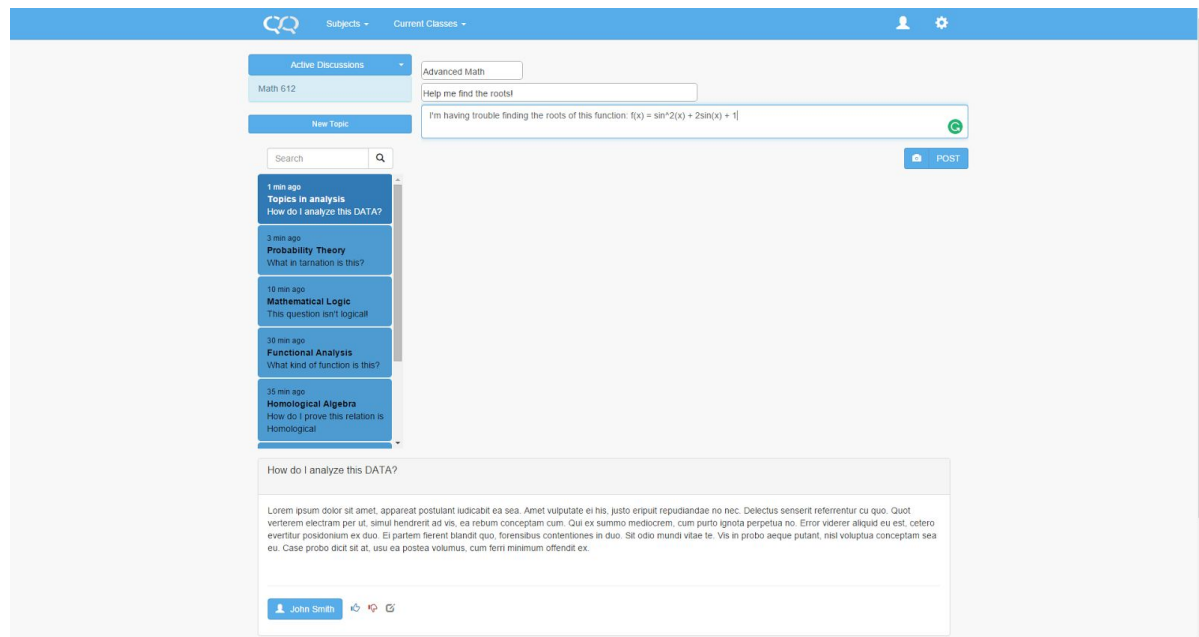 Subjects
Current Classes
Active Discussions
Math 612
New Topic
Search
Advanced Math
Help me find the roots!
I'm having trouble finding the roots of this function: f(x) = sin^2(x) + 2sin(x) + 1
POST
1 min ago
Topics in analysis
How do I analyze this DATA?
3 min ago
Probability Theory
What in tarnation is this?
10 min ago
Mathematical Logic
This question isn't logical!
30 min ago
Functional Analysis
What kind of function is this?
35 min ago
Homological Algebra
How do I prove this relation is
Homological
How do I analyze this DATA?
Lorem ipsum dolor sit amet, appareat postulant iudicabit ea sea. Amet vulputate ei his, justo eripuit repudiandae no nec. Delectus senserit referrentur cu quo. Quot
verterem electram per ut, simul hendrerit ad vis, ea rebum conceptam cum. Qui ex summo mediocrem, cum purto ignota perpetua no. Error viderer aliquid eu est, cetero
evertitur posidonium ex duo. Ei partem fierent blandit quo, forensibus contentiones in duo. Sit odio mundi vitae te. Vis in probo aeque putant, nisl voluptua conceptam sea
eu. Case probo dicit sit at, usu ea postea volumus, cum ferri minimum offendit ex.
John Smith